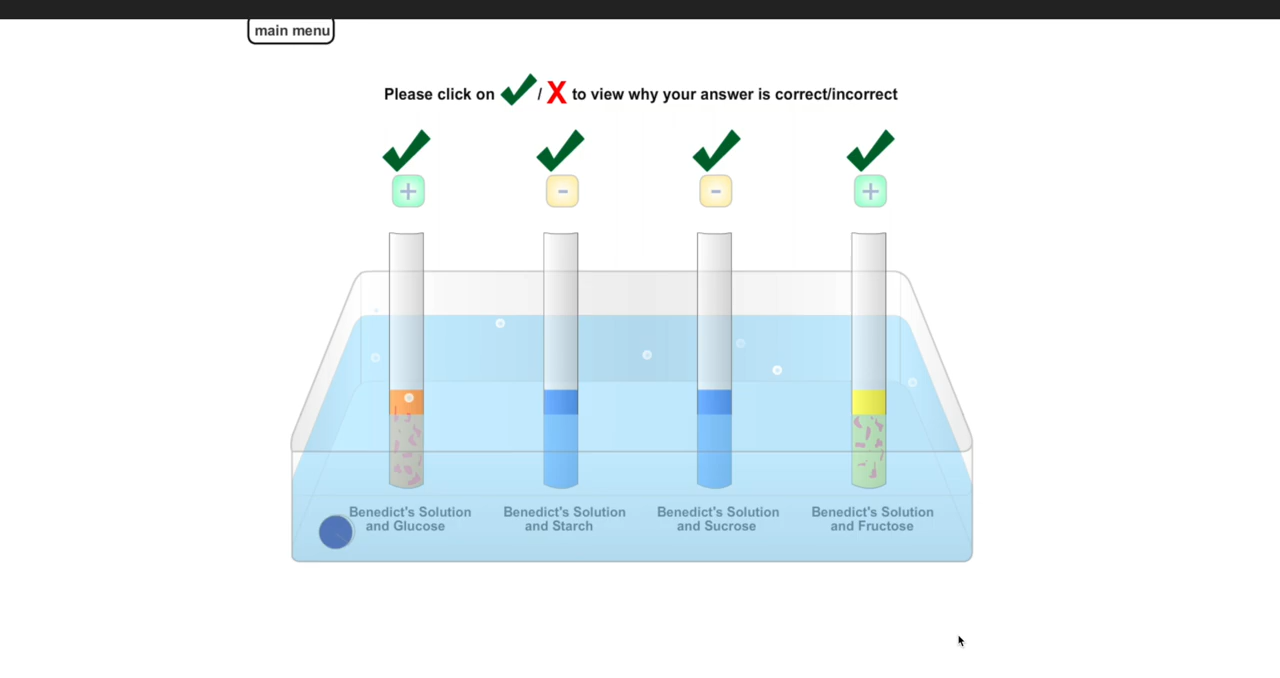 main menu
Please click on / X to view why your answer is correct/incorrect
+ - - +
Benedict's Solution and Glucose
Benedict's Solution and Starch
Benedict's Solution and Sucrose
Benedict's Solution and Fructose